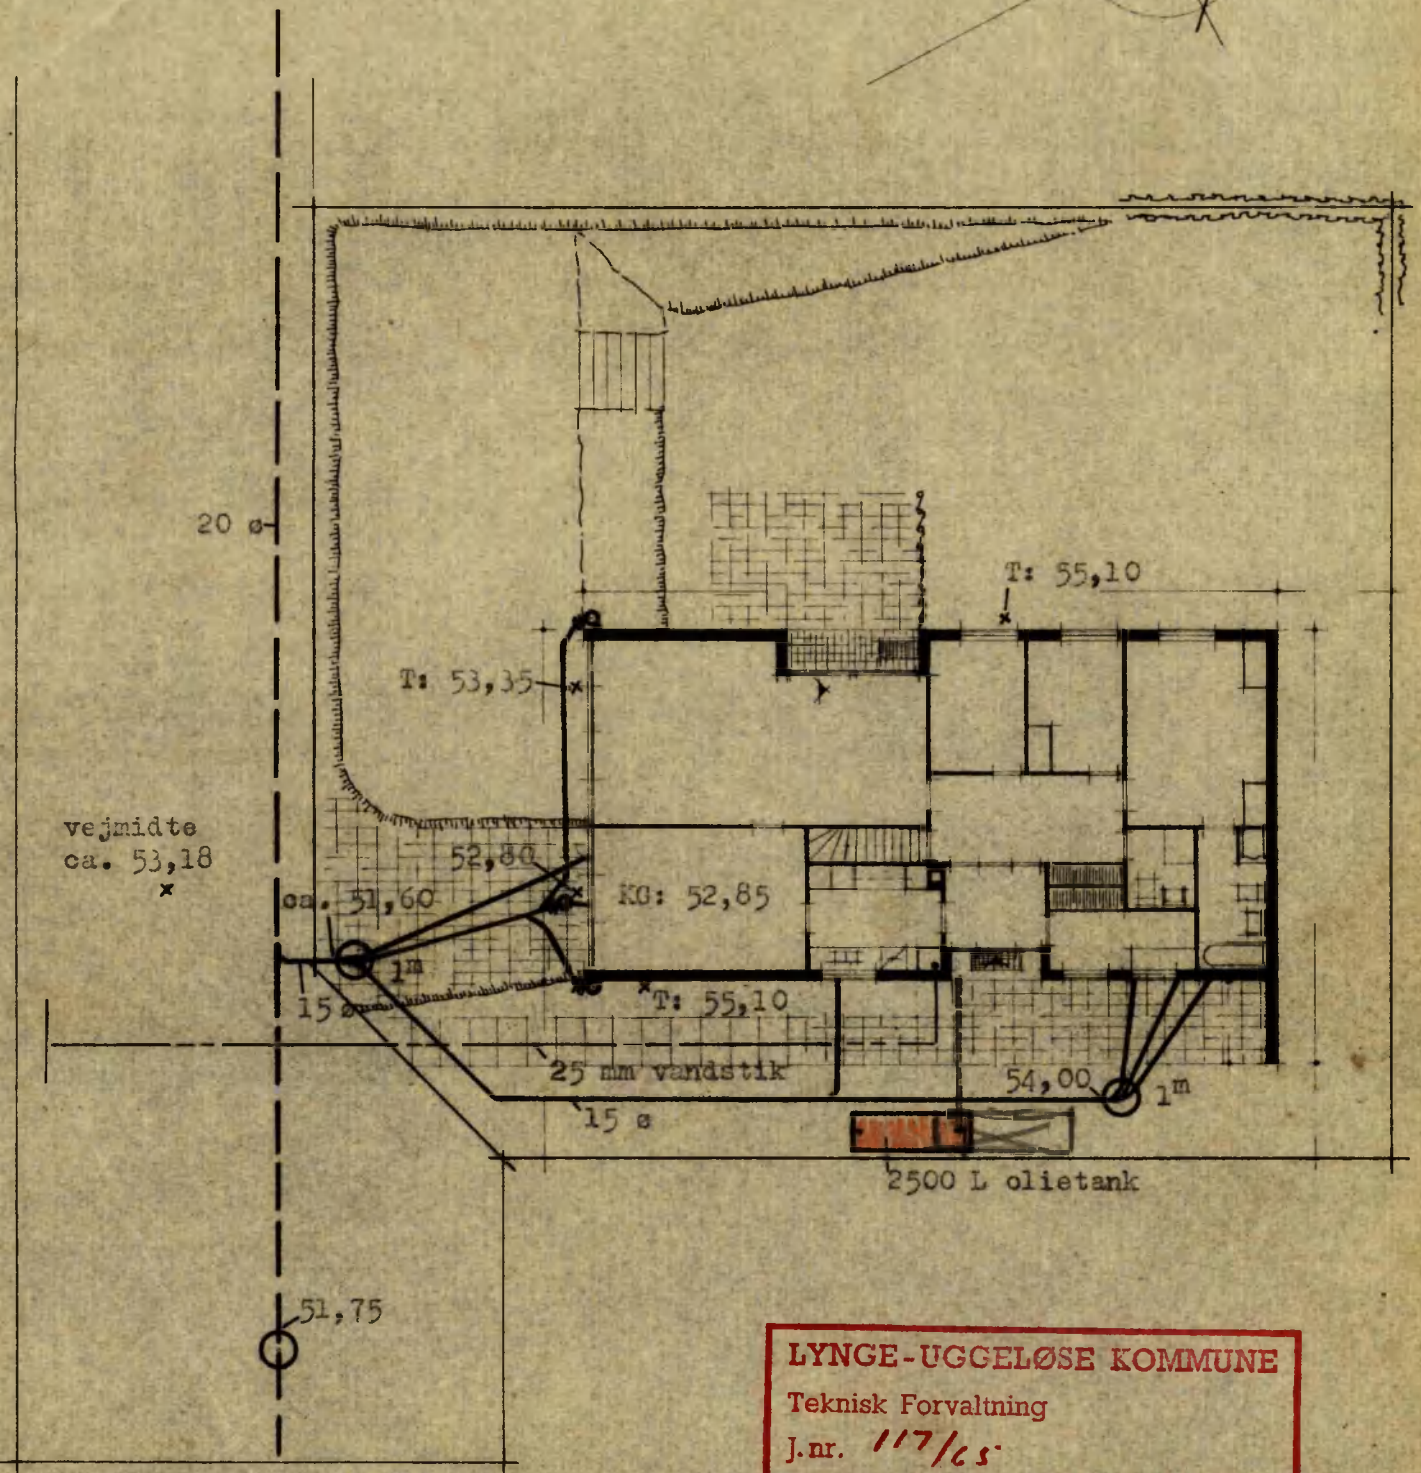 20 ø
T: 55,10
T: 53,35
vejmidte
ca. 53,18
52,80
ca. 51,60
KG: 52,85
1m
15 ø
T: 55,10
25 mm vandstik
54,00
1m
15 ø
2500 L olietank
51,75
LYNGE-UGGELØSE KOMMUNE
Teknisk Forvaltning
J.nr. 117/65